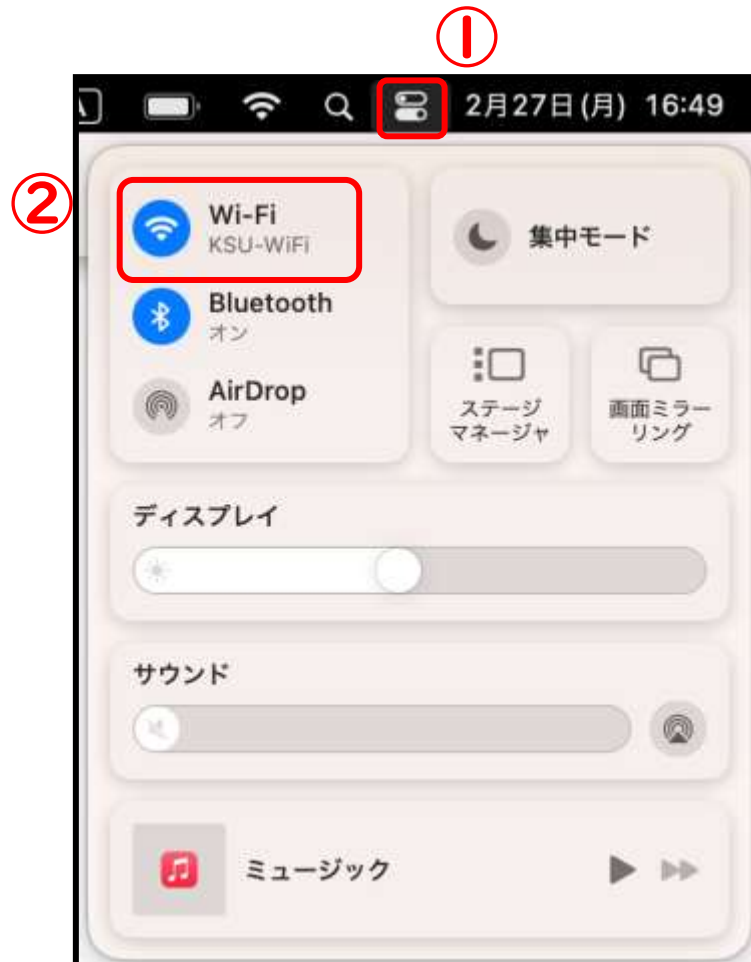 ①
2月27日(月) 16:49
②
Wi-Fi
KSU-WiFi
集中モード
Bluetooth
オン
AirDrop
オフ
ステージ
マネージャ
画面ミラー
リング
ディスプレイ
サウンド
ミュージック